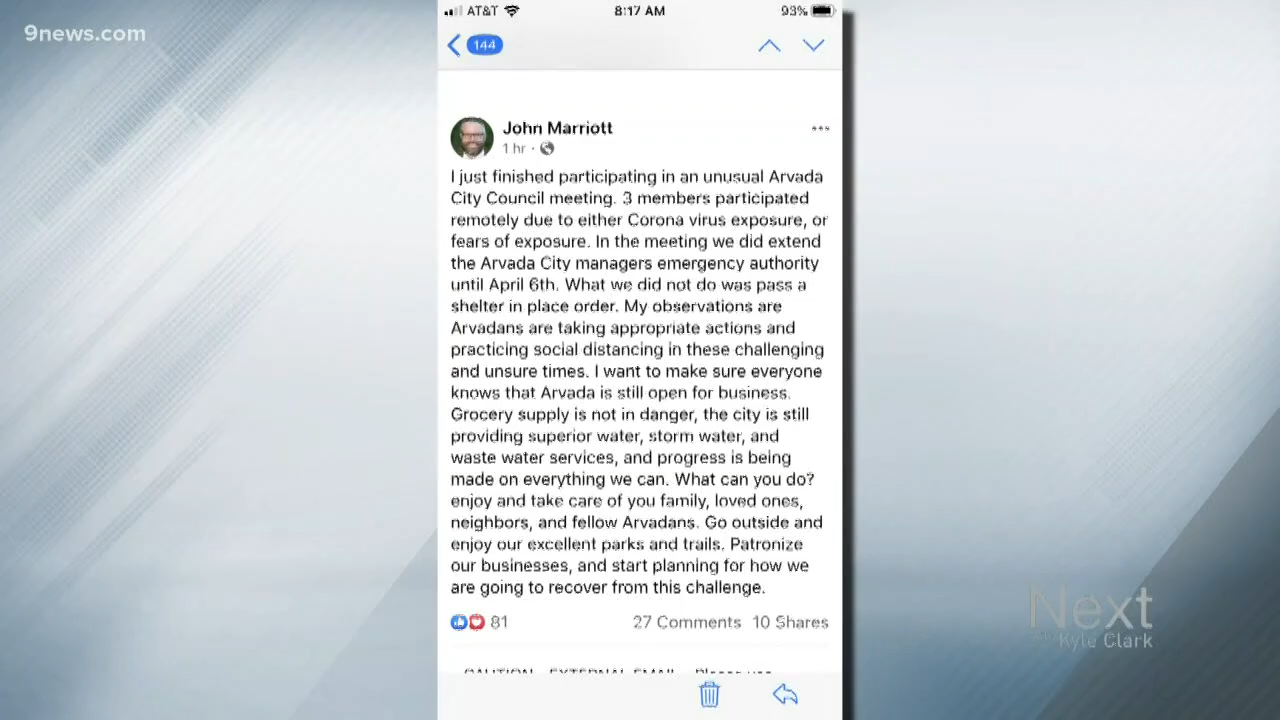 9news.com
AT&T 8:17 AM 93%
144
John Marriott
1 hr ·
I just finished participating in an unusual Arvada
City Council meeting. 3 members participated
remotely due to either Corona virus exposure, or
fears of exposure. In the meeting we did extend
the Arvada City managers emergency authority
until April 6th. What we did not do was pass a
shelter in place order. My observations are
Arvadans are taking appropriate actions and
practicing social distancing in these challenging
and unsure times. I want to make sure everyone
knows that Arvada is still open for business.
Grocery supply is not in danger, the city is still
providing superior water, storm water, and
waste water services, and progress is being
made on everything we can. What can you do?
enjoy and take care of you family, loved ones,
neighbors, and fellow Arvadans. Go outside and
enjoy our excellent parks and trails. Patronize
our businesses, and start planning for how we
are going to recover from this challenge.
81 27 Comments 10 Shares
CAUTION EXTERNAL EMAIL Please use
Next
Kyle Clark